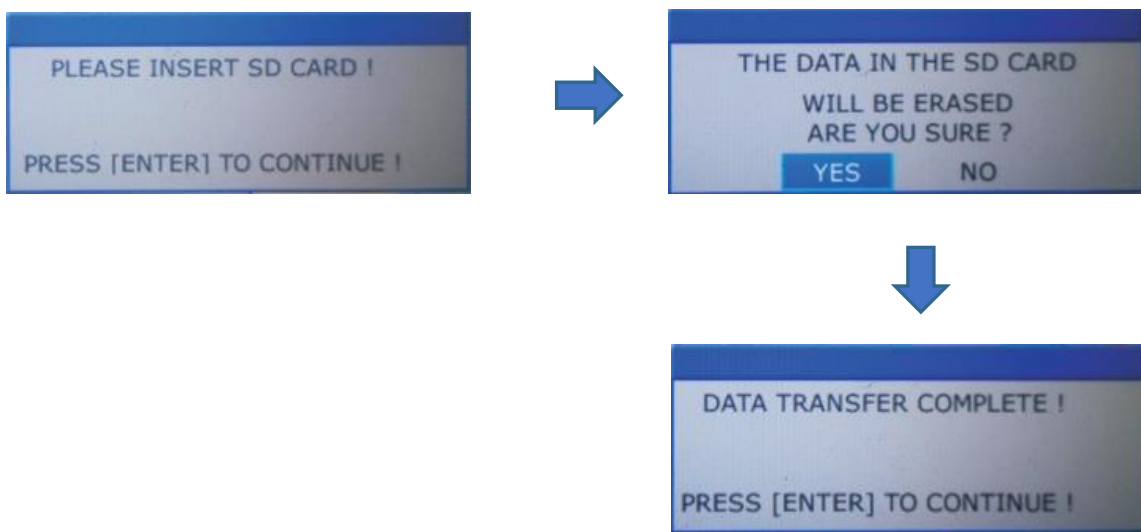 PLEASE INSERT SD CARD !
PRESS [ENTER] TO CONTINUE !
THE DATA IN THE SD CARD
WILL BE ERASED
ARE YOU SURE ?
YES NO
DATA TRANSFER COMPLETE !
PRESS [ENTER] TO CONTINUE !